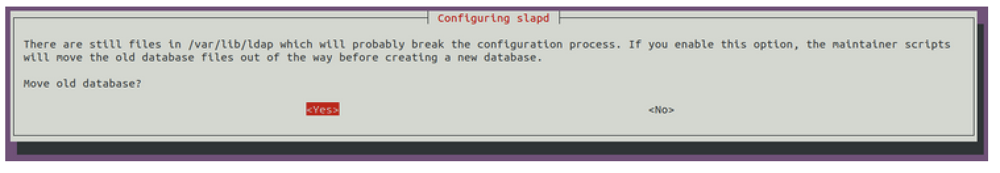 Configuring slapd
There are still files in /var/lib/ldap which will probably break the configuration process. If you enable this option, the maintainer scripts
will move the old database files out of the way before creating a new database.
Move old database?
<Yes> <No>